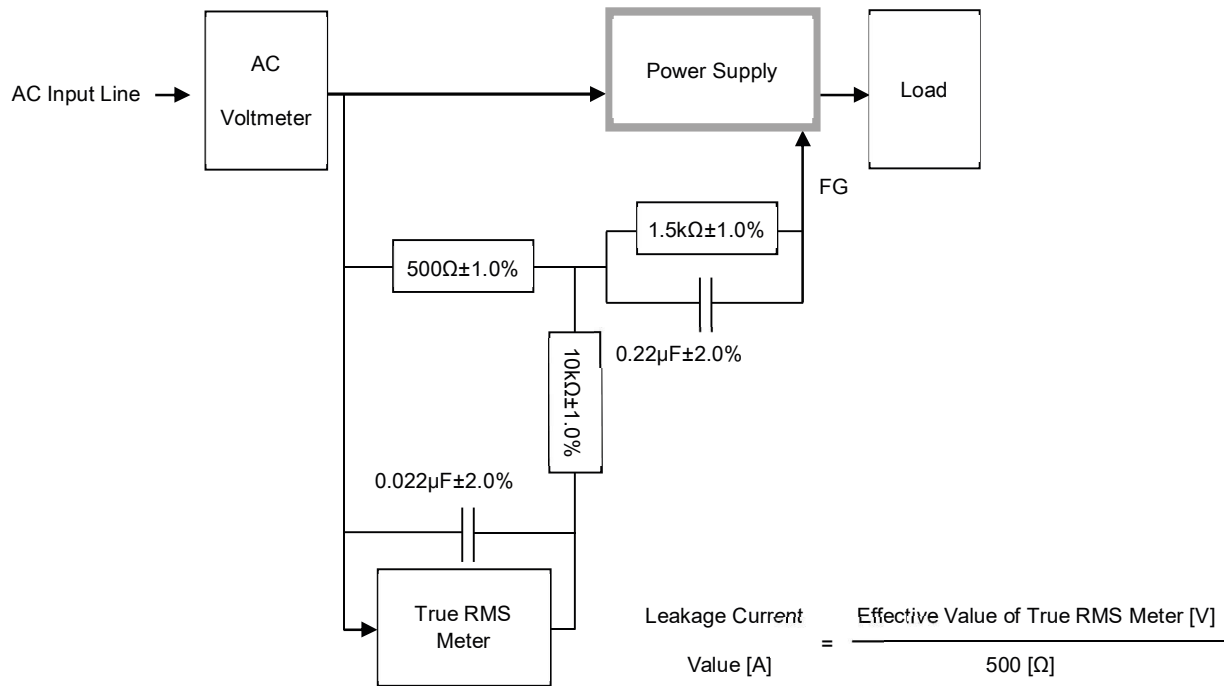 AC
Voltmeter
AC Input Line
Power Supply
Load
FG
1.5kΩ±1.0%
500Ω±1.0%
0.22μF±2.0%
10kΩ±1.0%
0.022μF±2.0%
True RMS
Meter
Leakage Current
Value [A]
=
Effective Value of True RMS Meter [V]
500 [Ω]